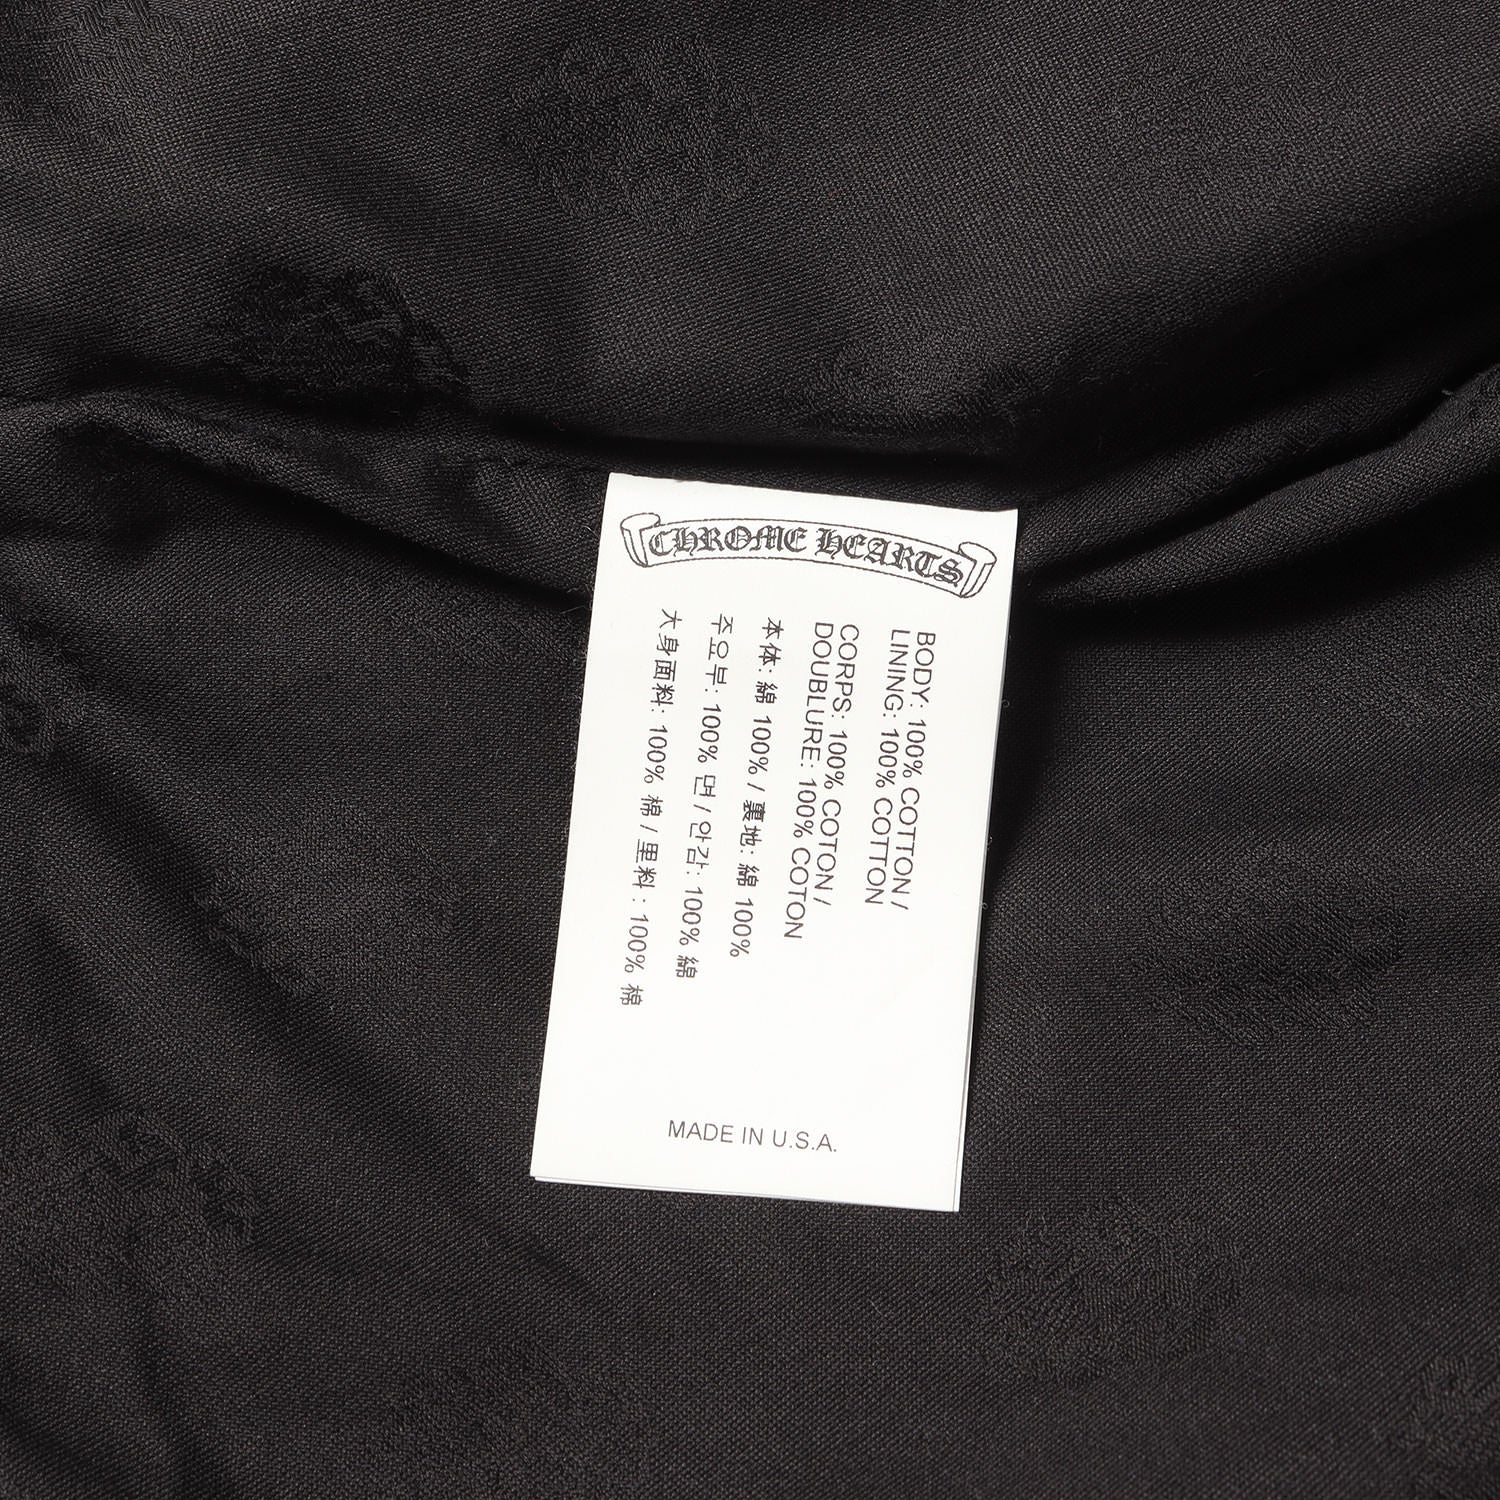 CHROME HEARTS
BODY: 100% COTTON /
LINING: 100% COTTON
CORPS: 100% COTON /
DOUBLURE: 100% COTON
本体: 綿 100% / 裏地: 綿 100%
주요부: 100% 면 / 안감: 100% 綿
大身面料: 100% 棉 / 里料: 100% 棉
MADE IN U.S.A.